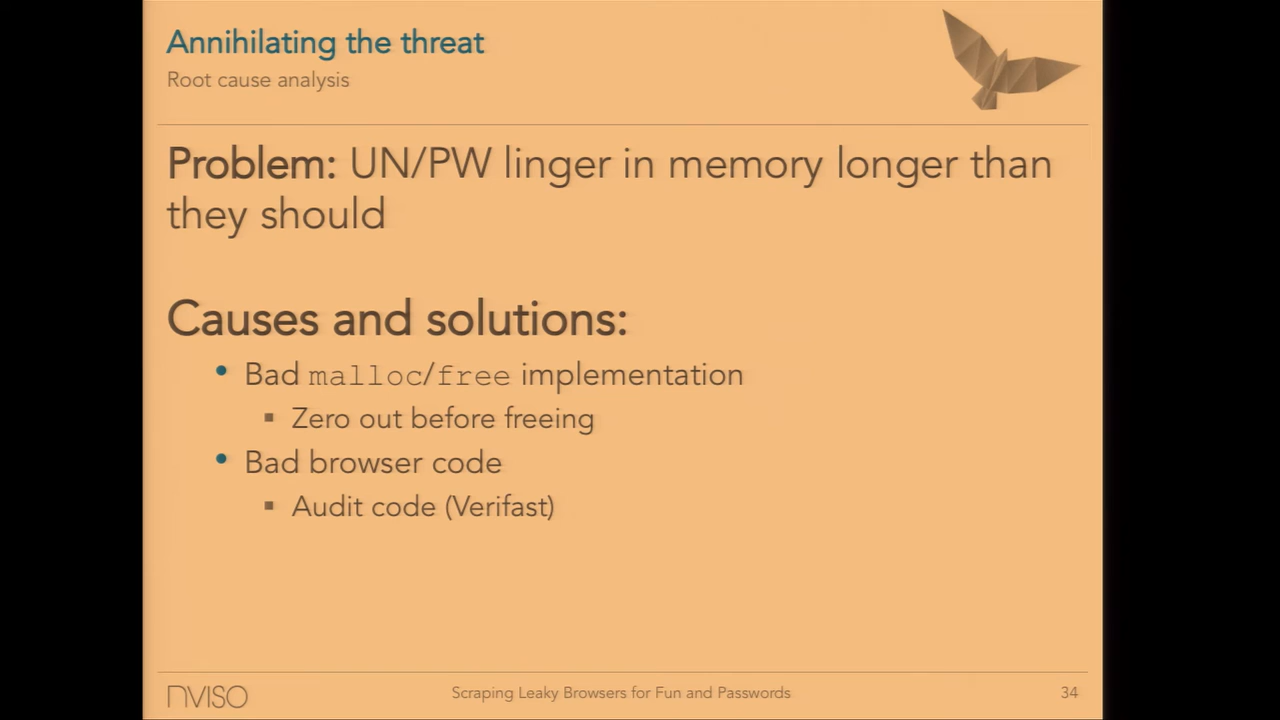 Annihilating the threat
Root cause analysis
Problem: UN/PW linger in memory longer than
they should
Causes and solutions:
• Bad malloc/free implementation
▪ Zero out before freeing
• Bad browser code
▪ Audit code (Verifast)
NVISO
Scraping Leaky Browsers for Fun and Passwords
34